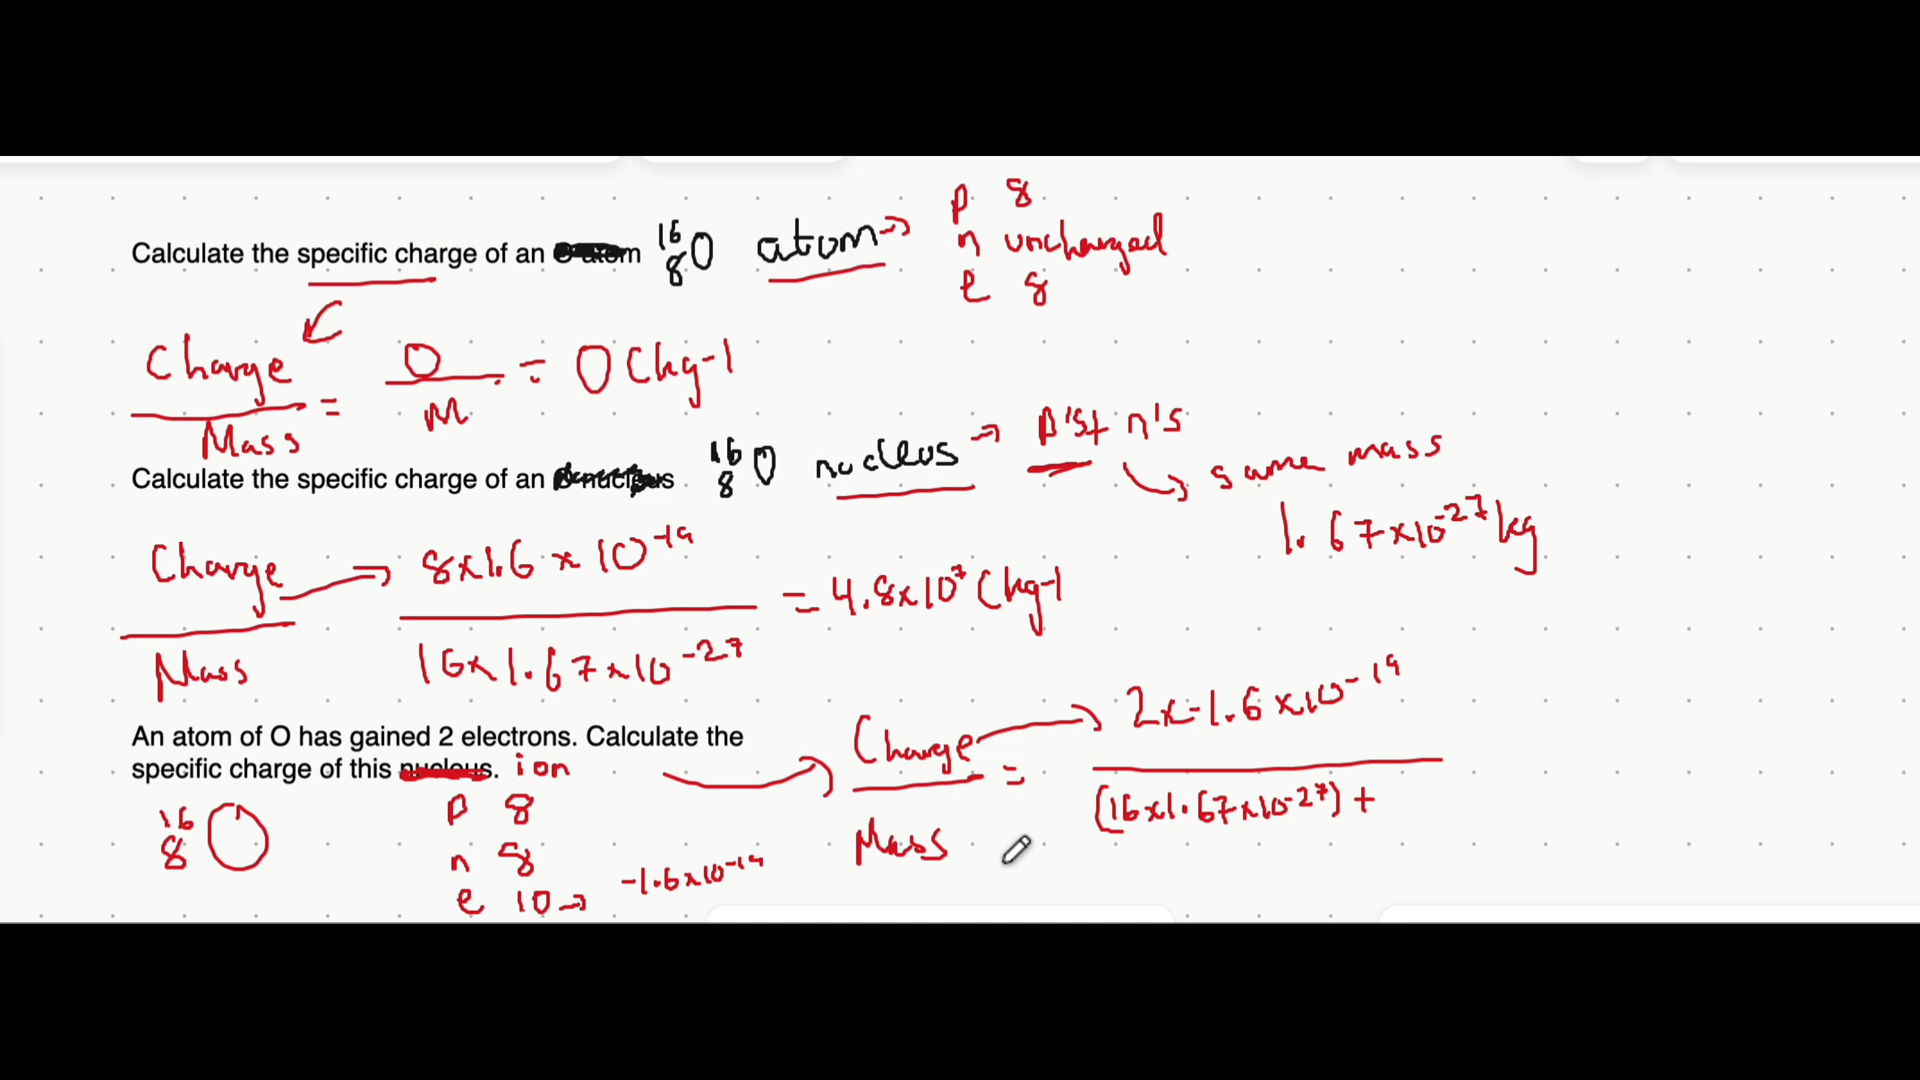 Calculate the specific charge of an m ¹⁶₈O atom →
p 8
n uncharged
e 8
Charge / Mass = O / M = O Ckg-1
Calculate the specific charge of an ¹⁶₈O nucleus → p's + n's
same mass
1.67×10⁻²⁷ kg
Charge / Mass → 8×1.6×10⁻¹⁹ / 16×1.67×10⁻²⁷ = 4.8×10⁷ Ckg-1
An atom of O has gained 2 electrons. Calculate the
specific charge of this . ion
¹⁶₈O
p 8
n 8
e 10 → -1.6×10⁻¹⁹
Charge / Mass = → 2×-1.6×10⁻¹⁹ / (16×1.67×10⁻²⁷) +